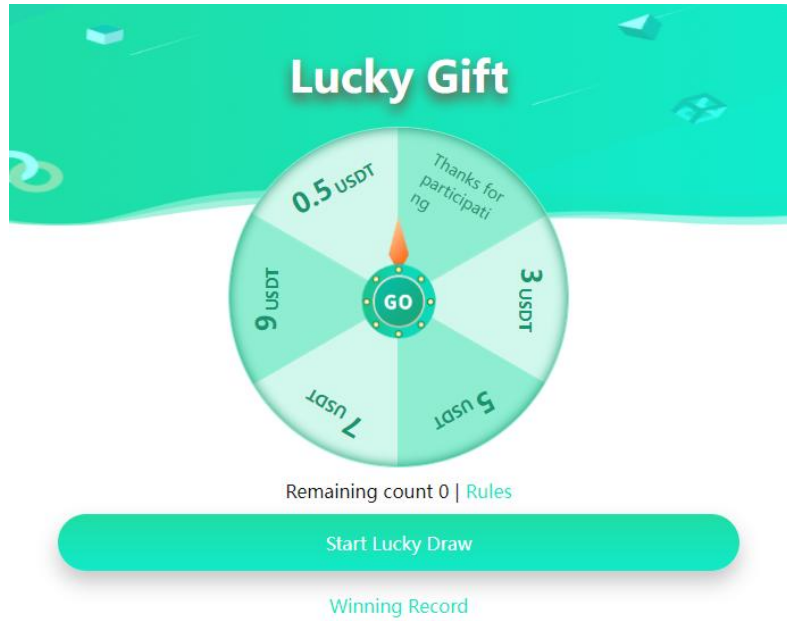 Lucky Gift
0.5 USDT
Thanks for
participati
ng
9 USDT
3 USDT
GO
7 USDT
5 USDT
Remaining count 0 | Rules
Start Lucky Draw
Winning Record